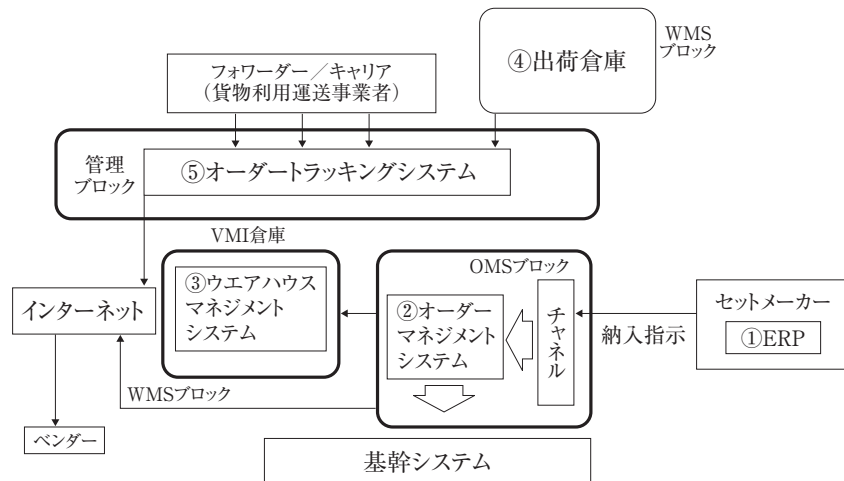 WMS
ブロック
④出荷倉庫
フォワーダー／キャリア
（貨物利用運送事業者）
管理
ブロック
⑤オーダートラッキングシステム
VMI倉庫
OMSブロック
③ウエアハウス
マネジメント
システム
②オーダー
マネジメント
システム
チャネル
セットメーカー
①ERP
納入指示
インターネット
WMSブロック
ベンダー
基幹システム